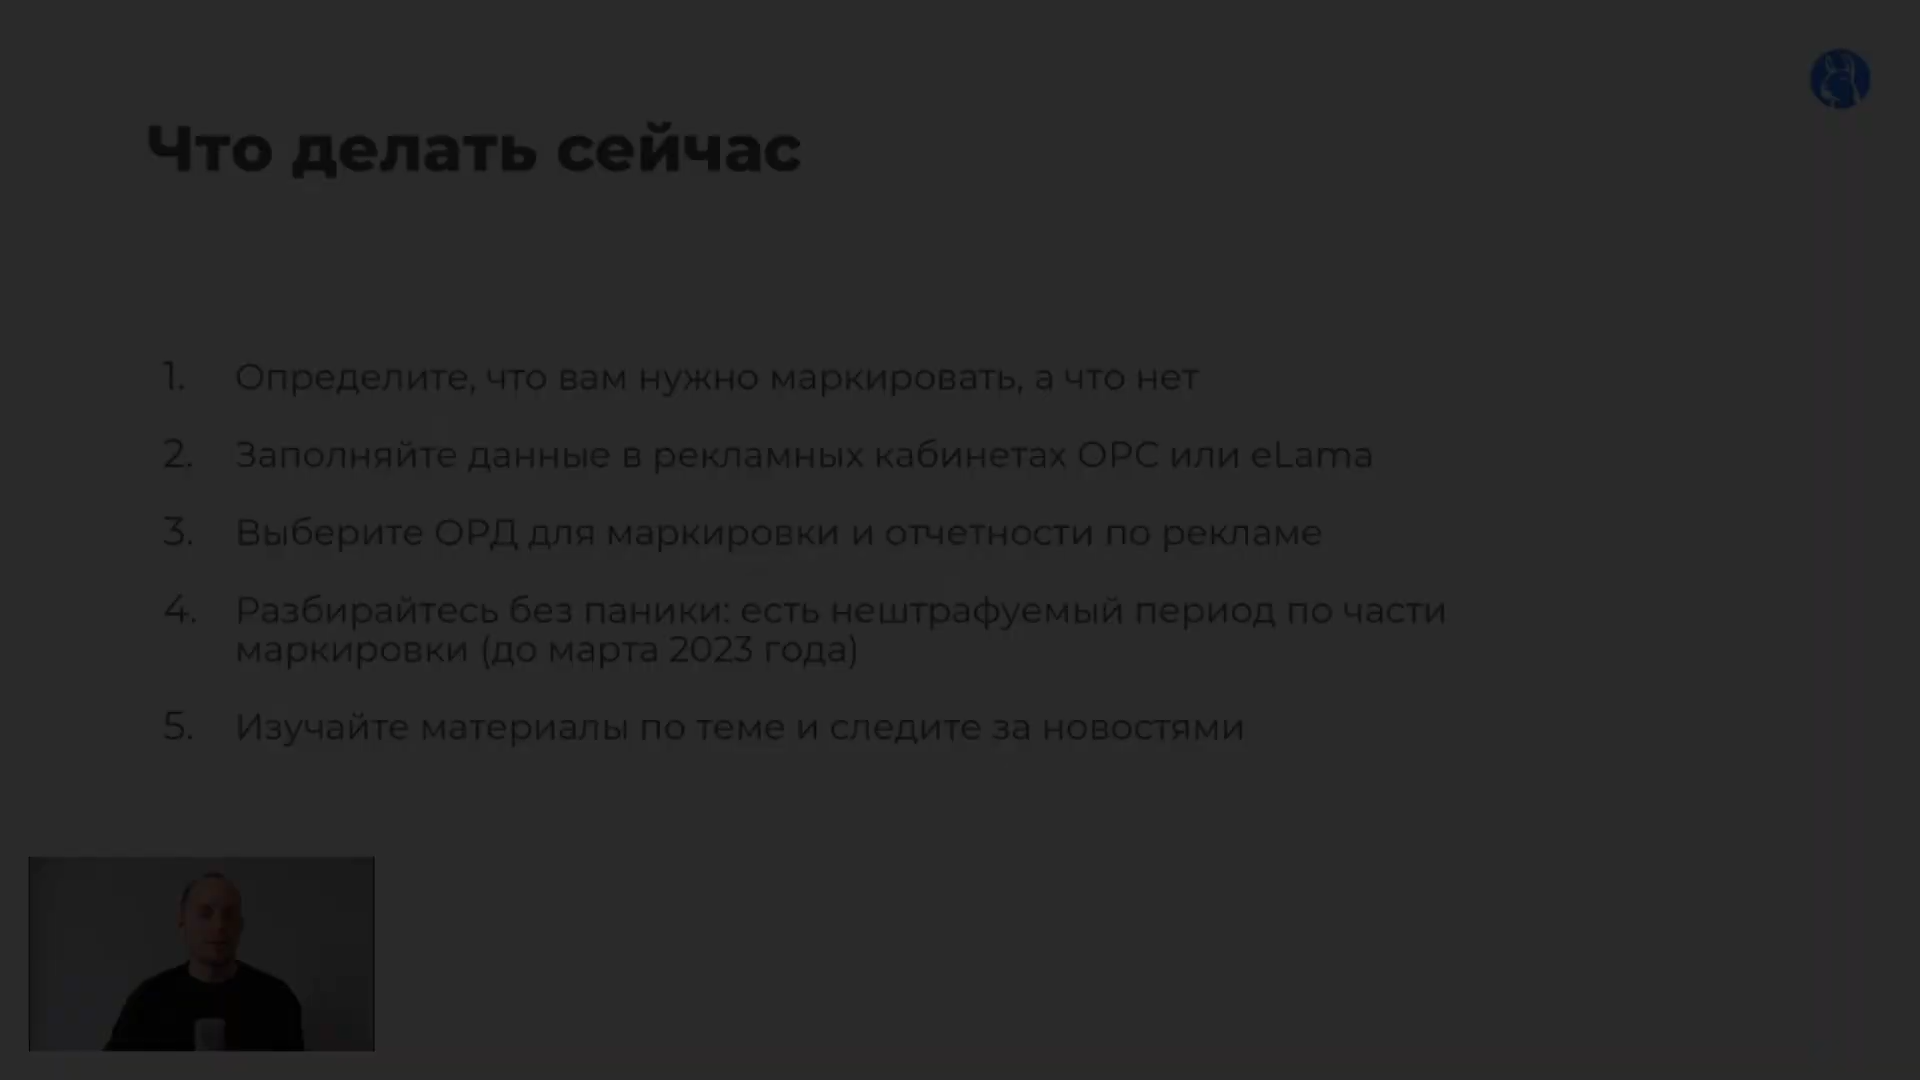 Что делать сейчас
1. Определите, что вам нужно маркировать, а что нет
2. Заполняйте данные в рекламных кабинетах ОРС или eLama
3. Выберите ОРД для маркировки и отчетности по рекламе
4. Разбирайтесь без паники: есть нештрафуемый период по части
маркировки (до марта 2023 года)
5. Изучайте материалы по теме и следите за новостями